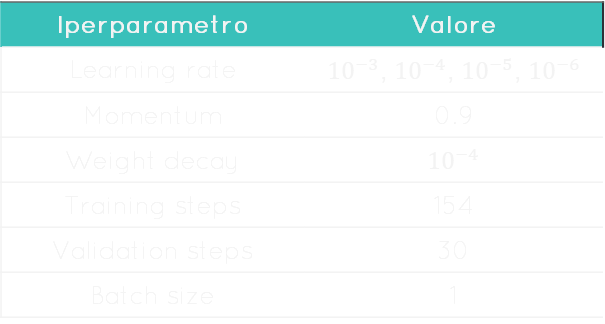 Iperparametro Valore
Learning rate 10⁻³, 10⁻⁴, 10⁻⁵, 10⁻⁶
Momentum 0.9
Weight decay 10⁻⁴
Training steps 154
Validation steps 30
Batch size 1